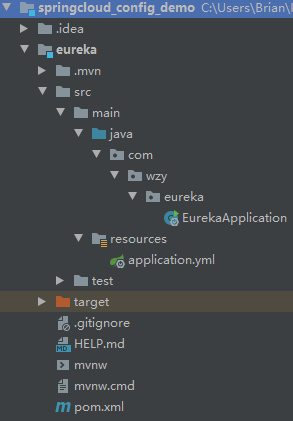 springcloud_config_demo C:\Users\Brian\
.idea
eureka
.mvn
src
main
java
com
wzy
eureka
EurekaApplication
resources
application.yml
test
target
.gitignore
HELP.md
mvnw
mvnw.cmd
pom.xml